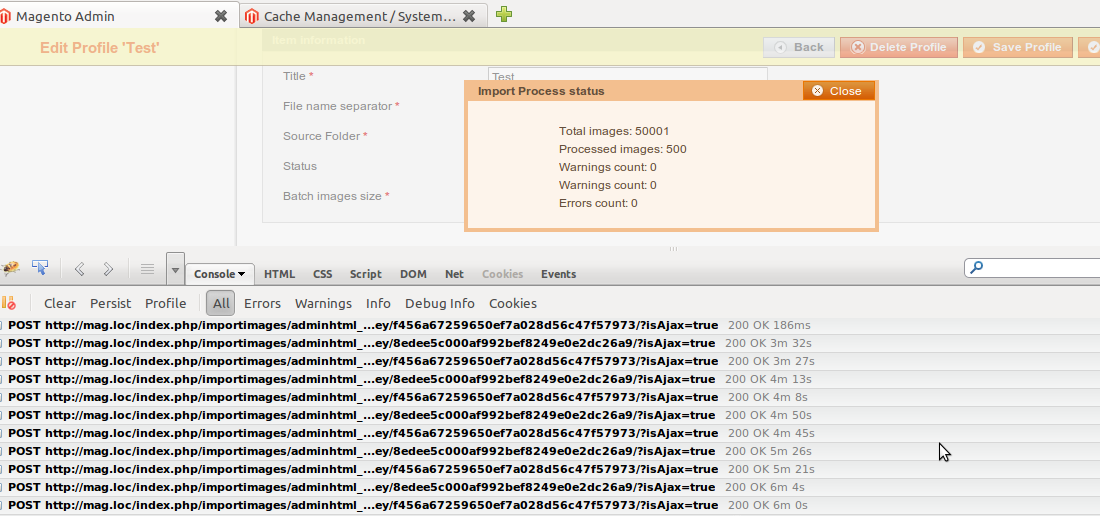 Magento Admin
Cache Management / System...
Edit Profile 'Test'
Item Information
Back
Delete Profile
Save Profile
Title *
Test
File name separator *
Source Folder *
Status
Batch images size *
Import Process status
Close
Total images: 50001
Processed images: 500
Warnings count: 0
Warnings count: 0
Errors count: 0
Console
HTML
CSS
Script
DOM
Net
Cookies
Events
Clear
Persist
Profile
All
Errors
Warnings
Info
Debug Info
Cookies
POST http://mag.loc/index.php/importimages/adminhtml_...ey/f456a67259650ef7a028d56c47f57973/?isAjax=true 200 OK 186ms
POST http://mag.loc/index.php/importimages/adminhtml_...ey/8edee5c000af992bef8249e0e2dc26a9/?isAjax=true 200 OK 3m 32s
POST http://mag.loc/index.php/importimages/adminhtml_...ey/f456a67259650ef7a028d56c47f57973/?isAjax=true 200 OK 3m 27s
POST http://mag.loc/index.php/importimages/adminhtml_...ey/8edee5c000af992bef8249e0e2dc26a9/?isAjax=true 200 OK 4m 13s
POST http://mag.loc/index.php/importimages/adminhtml_...ey/f456a67259650ef7a028d56c47f57973/?isAjax=true 200 OK 4m 8s
POST http://mag.loc/index.php/importimages/adminhtml_...ey/8edee5c000af992bef8249e0e2dc26a9/?isAjax=true 200 OK 4m 50s
POST http://mag.loc/index.php/importimages/adminhtml_...ey/f456a67259650ef7a028d56c47f57973/?isAjax=true 200 OK 4m 45s
POST http://mag.loc/index.php/importimages/adminhtml_...ey/8edee5c000af992bef8249e0e2dc26a9/?isAjax=true 200 OK 5m 26s
POST http://mag.loc/index.php/importimages/adminhtml_...ey/f456a67259650ef7a028d56c47f57973/?isAjax=true 200 OK 5m 21s
POST http://mag.loc/index.php/importimages/adminhtml_...ey/8edee5c000af992bef8249e0e2dc26a9/?isAjax=true 200 OK 6m 4s
POST http://mag.loc/index.php/importimages/adminhtml_...ey/f456a67259650ef7a028d56c47f57973/?isAjax=true 200 OK 6m 0s